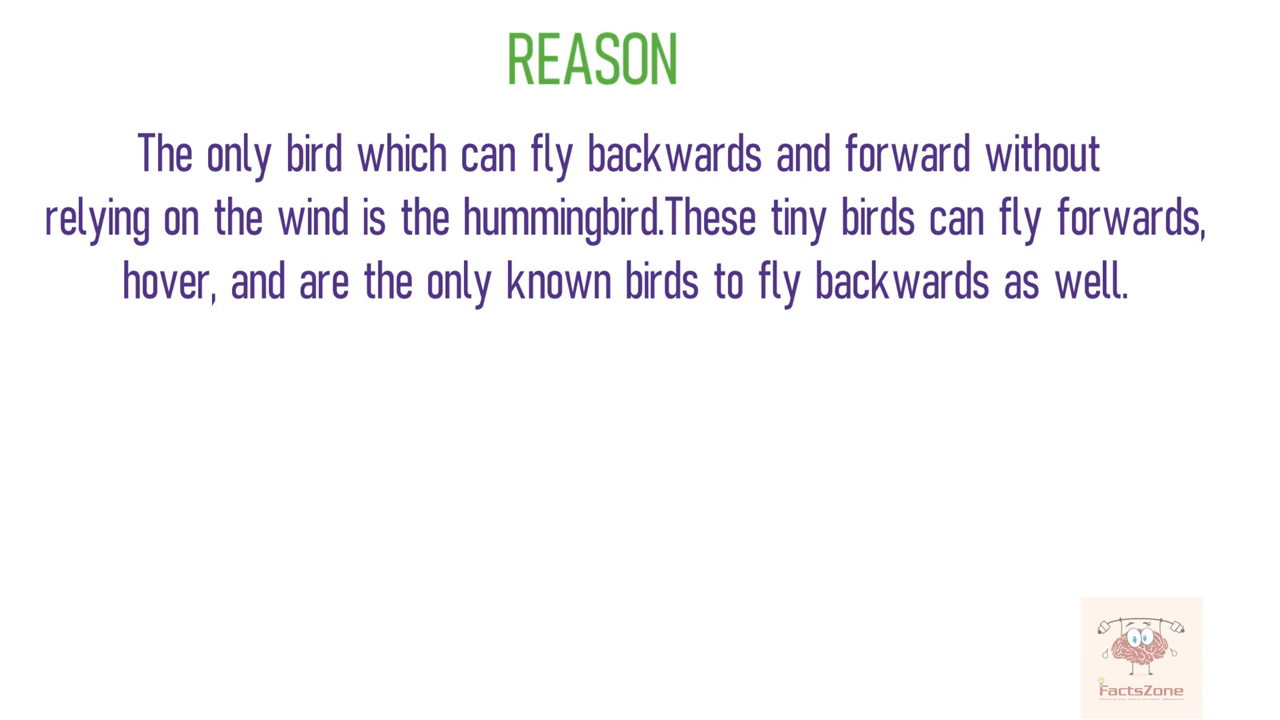 REASON
The only bird which can fly backwards and forward without
relying on the wind is the hummingbird.These tiny birds can fly forwards,
hover, and are the only known birds to fly backwards as well.
FactsZone